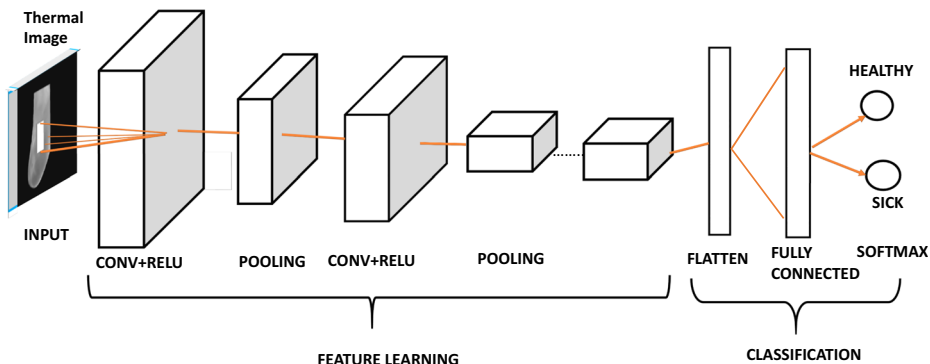 Thermal
Image
HEALTHY
SICK
INPUT
CONV+RELU
POOLING
CONV+RELU
POOLING
FLATTEN
FULLY
CONNECTED
SOFTMAX
FEATURE LEARNING
CLASSIFICATION